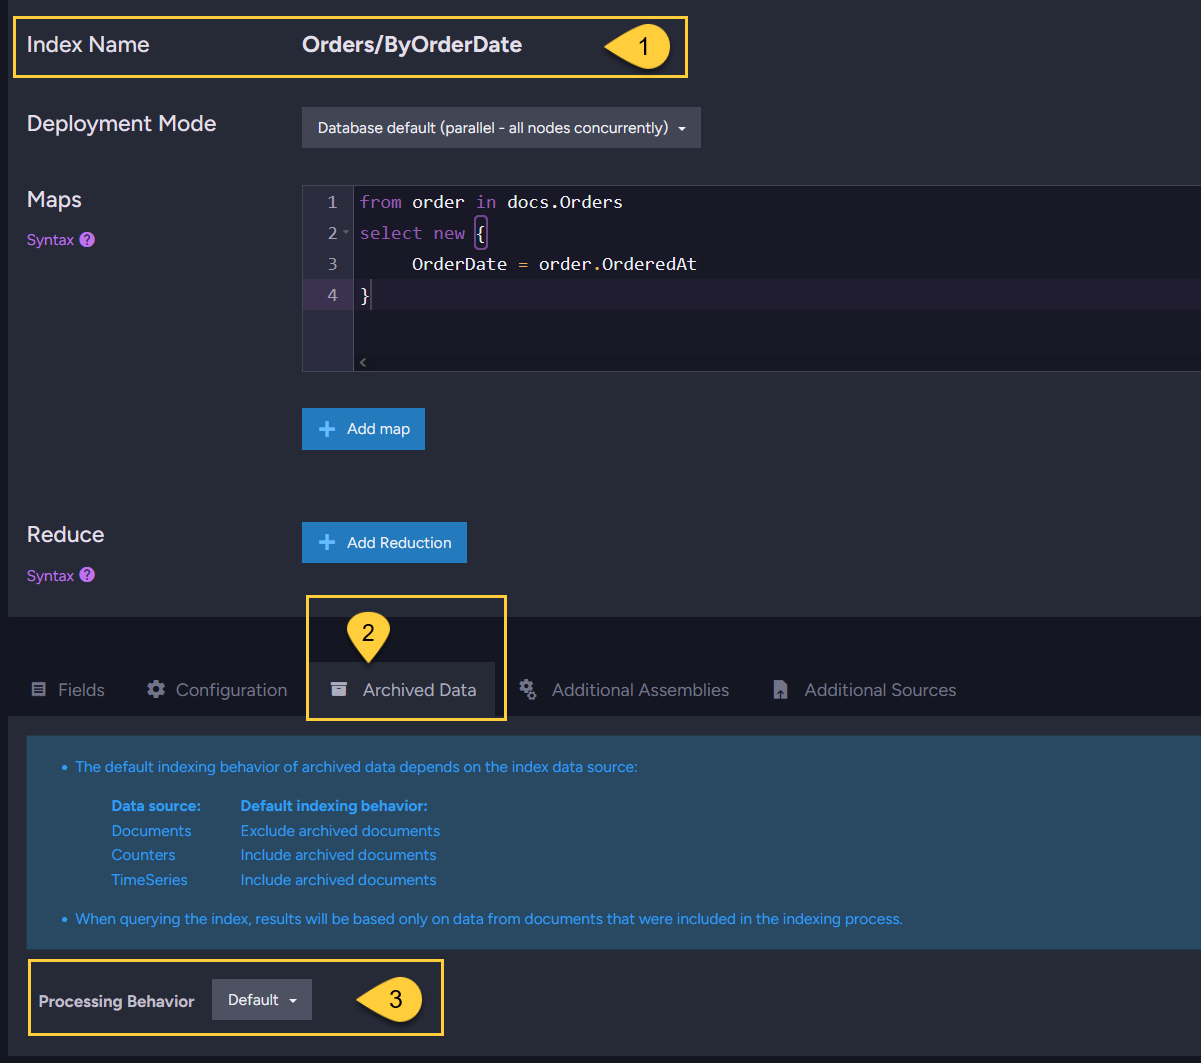 Index Name Orders/ByOrderDate 1
Deployment Mode Database default (parallel - all nodes concurrently)
Maps
Syntax ?
1 from order in docs.Orders
2 select new {
3 OrderDate = order.OrderedAt
4 }
+ Add map
Reduce + Add Reduction
Syntax ?
2
Fields Configuration Archived Data Additional Assemblies Additional Sources
• The default indexing behavior of archived data depends on the index data source:
Data source: Default indexing behavior:
Documents Exclude archived documents
Counters Include archived documents
TimeSeries Include archived documents
• When querying the index, results will be based only on data from documents that were included in the indexing process.
Processing Behavior Default 3